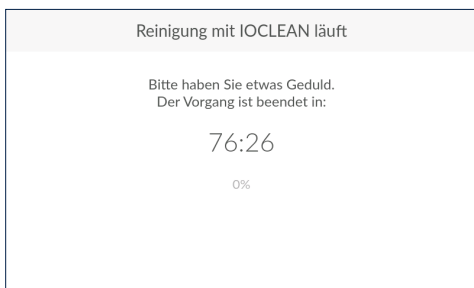 Reinigung mit IOCLEAN läuft
Bitte haben Sie etwas Geduld.
Der Vorgang ist beendet in:
76:26
0%